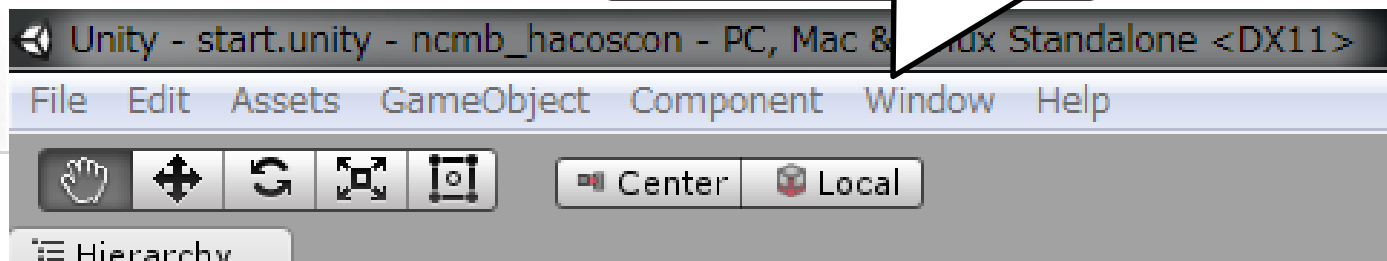 Unity - start.unity - ncmb_hacoscon - PC, Mac & Standalone <DX11>
File Edit Assets GameObject Component Window Help
Center Local
Hierarchy